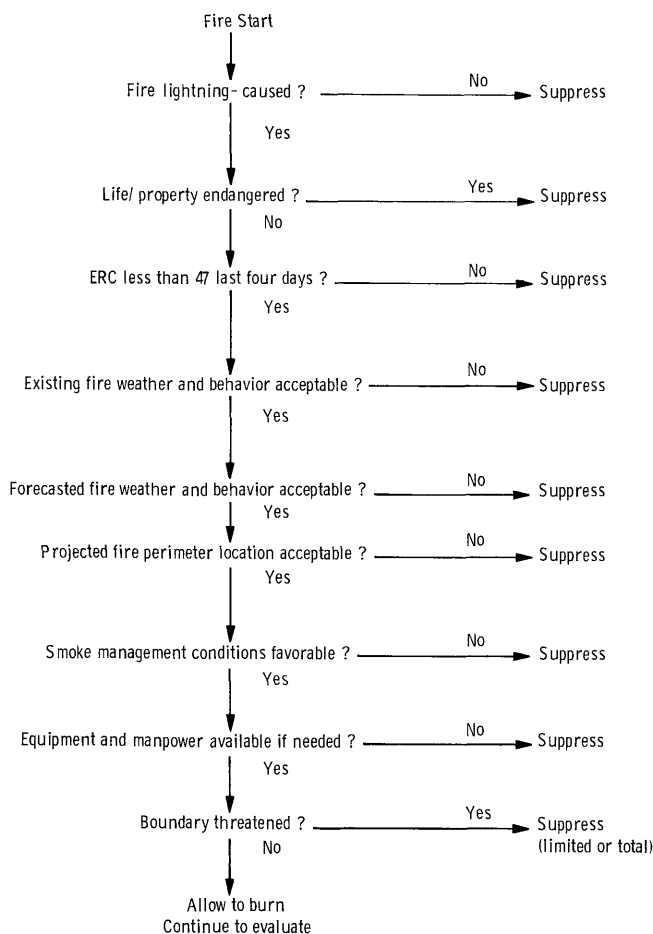 Fire Start
Fire lightning-caused ? No Suppress
Yes
Life/ property endangered ? Yes Suppress
No
ERC less than 47 last four days ? No Suppress
Yes
Existing fire weather and behavior acceptable ? No Suppress
Yes
Forecasted fire weather and behavior acceptable ? No Suppress
Yes
Projected fire perimeter location acceptable ? No Suppress
Yes
Smoke management conditions favorable ? No Suppress
Yes
Equipment and manpower available if needed ? No Suppress
Yes
Boundary threatened ? Yes Suppress
(limited or total)
No
Allow to burn
Continue to evaluate